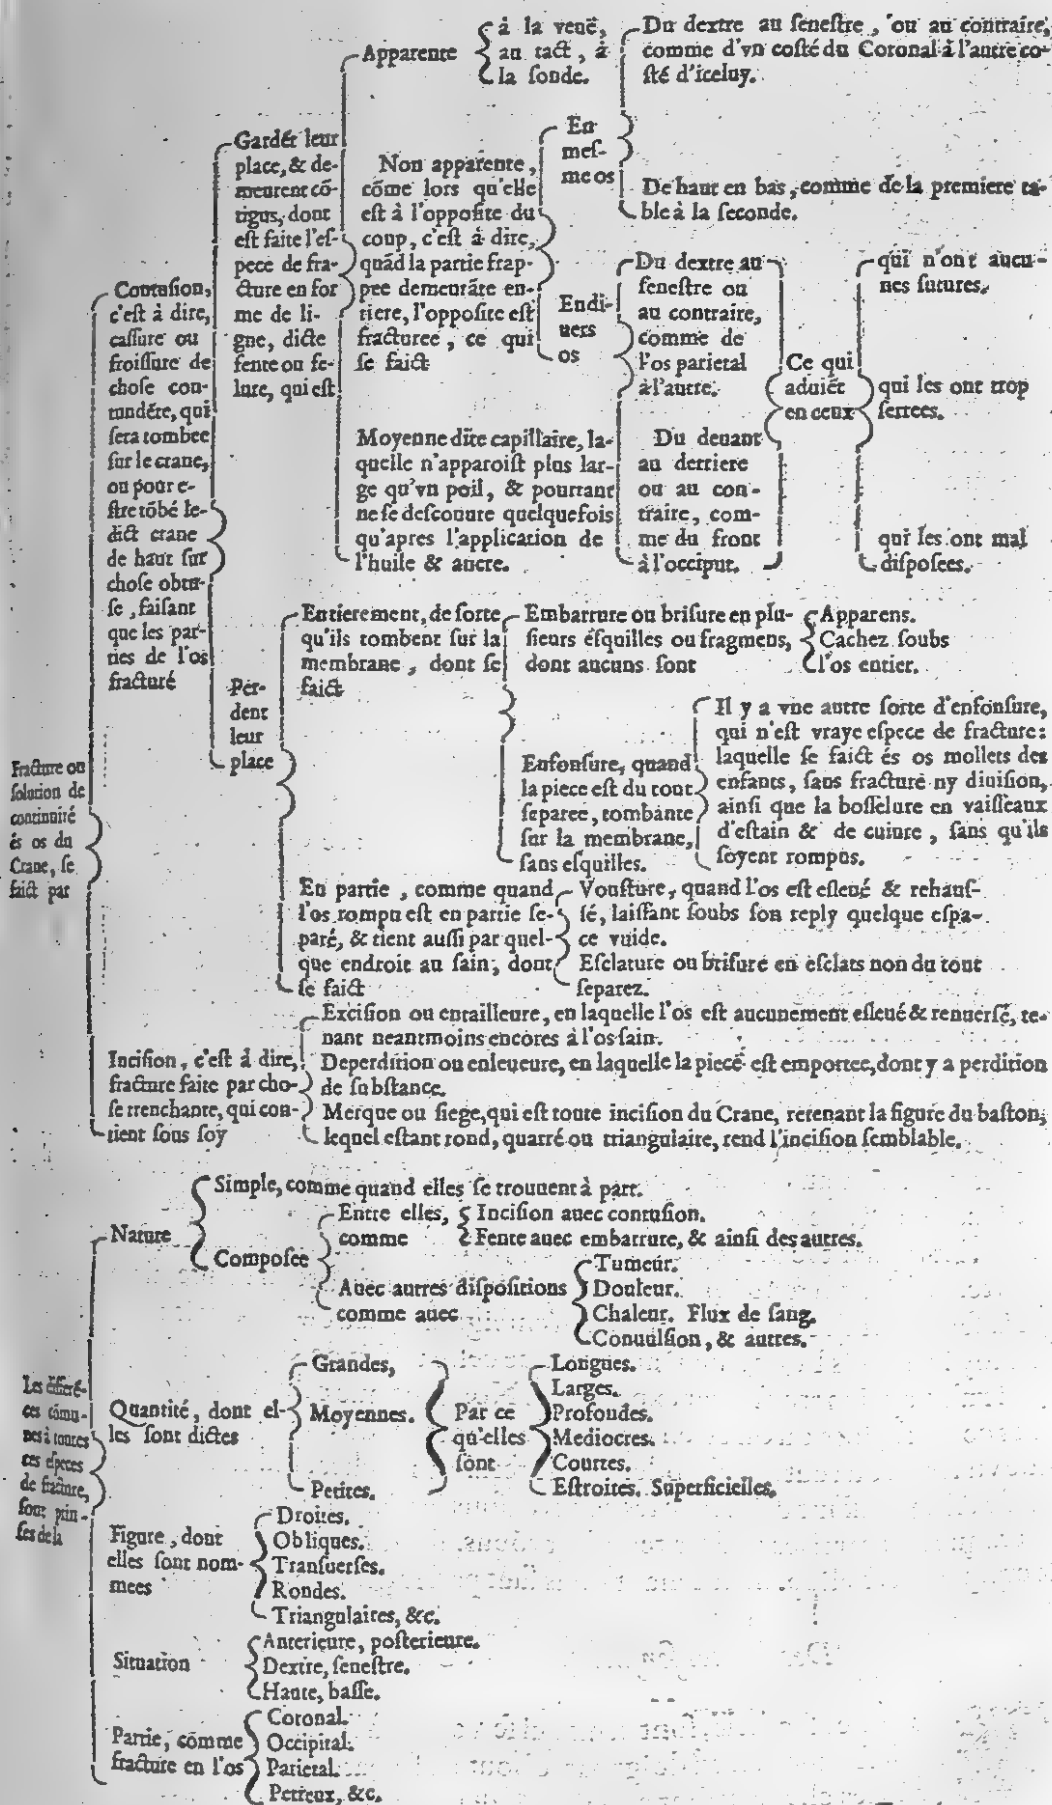 Fracture ou
solution de
continuité
és os du
Crane, se
faict par
Contusion,
c'est à dire,
cassure ou
froissure de
chose con-
tundẽte, qui
sera tombee
sur le crane,
ou pour e-
stre tõbé le-
dict crane
de haut sur
chose obtu-
se, faisant
que les par-
ties de l'os
fracturé
Gardẽt leur
place, & de-
meurent cõ-
tigus, dont
est faite l'es-
pece de fra-
cture en for
me de li-
gne, dicte
fente ou fe-
lure, qui est
Apparente
à la veuë,
au tact, à
la sonde.
Non apparente,
cõme lors qu'elle
est à l'opposite du
coup, c'est à dire,
quãd la partie frap-
pee demeurãte en-
tiere, l'opposite est
fracturee, ce qui
se faict
En
mes-
me os
Du dextre au senestre, ou au contraire,
comme d'vn costé du Coronal à l'autre co-
sté d'iceluy.
De haut en bas, comme de la premiere ta-
ble à la seconde.
En di-
uers
os
Du dextre au
senestre ou
au contraire,
comme de
l'os parietal
à l'autre.
Du deuant
au derriere
ou au con-
traire, com-
me du front
à l'occiput.
Ce qui
aduiẽt
en ceux
qui n'ont aucu-
nes sutures.
qui les ont trop
serrees.
qui les ont mal
disposees.
Moyenne dite capillaire, la-
quelle n'apparoist plus lar-
ge qu'vn poil, & pourtant
ne se descouure quelquefois
qu'apres l'application de
l'huile & ancre.
Per-
dent
leur
place
Entierement, de sorte
qu'ils tombent sur la
membrane, dont se
faict
Embarrure ou brisure en plu-
sieurs esquilles ou fragmens,
dont aucuns sont
Apparens.
Cachez soubs
l'os entier.
Enfonsure, quand
la piece est du tout
separee, tombante
sur la membrane,
sans esquilles.
Il y a vne autre sorte d'enfonsure,
qui n'est vraye espece de fracture:
laquelle se faict és os mollets des
enfants, sans fracture ny diuision,
ainsi que la bosselure en vaisseaux
d'estain & de cuiure, sans qu'ils
soyent rompus.
En partie, comme quand
l'os rompu est en partie se-
paré, & tient aussi par quel-
que endroit au sain, dont
se faict
Vousture, quand l'os est esleué & rehaus-
sé, laissant soubs son reply quelque espa-
ce vuide.
Esclature ou brisure en esclats non du tout
separez.
Incision, c'est à dire,
fracture faite par cho-
se trenchante, qui con-
tient sous soy
Excision ou entailleure, en laquelle l'os est aucunement esleué & renuersé, te-
nant neantmoins encores à l'os sain.
Deperdition ou enleueure, en laquelle la piece est emportee, dont y a perdition
de substance.
Merque ou siege, qui est toute incision du Crane, retenant la figure du baston,
lequel estant rond, quarré ou triangulaire, rend l'incision semblable.
Les differẽ-
ces cõmu-
nes à toutes
ces especes
de fracture,
sont prin-
ses de la
Nature
Simple, comme quand elles se trouuent à part.
Composee
Entre elles,
comme
Incision auec contusion.
Fente auec embarrure, & ainsi des autres.
Auec autres dispositions
comme auec
Tumeur.
Douleur.
Chaleur. Flux de sang.
Conuulsion, & autres.
Quantité, dont el-
les sont dictes
Grandes,
Moyennes.
Petites.
Par ce
qu'elles
sont
Longues.
Larges.
Profondes.
Mediocres.
Courtes.
Estroites. Superficielles.
Figure, dont
elles sont nom-
mees
Droites.
Obliques.
Transuerses.
Rondes.
Triangulaires, &c.
Situation
Anterieure, posterieure.
Dextre, senestre.
Haute, basse.
Partie, comme
fracture en l'os
Coronal.
Occipital.
Parietal.
Petreux, &c.